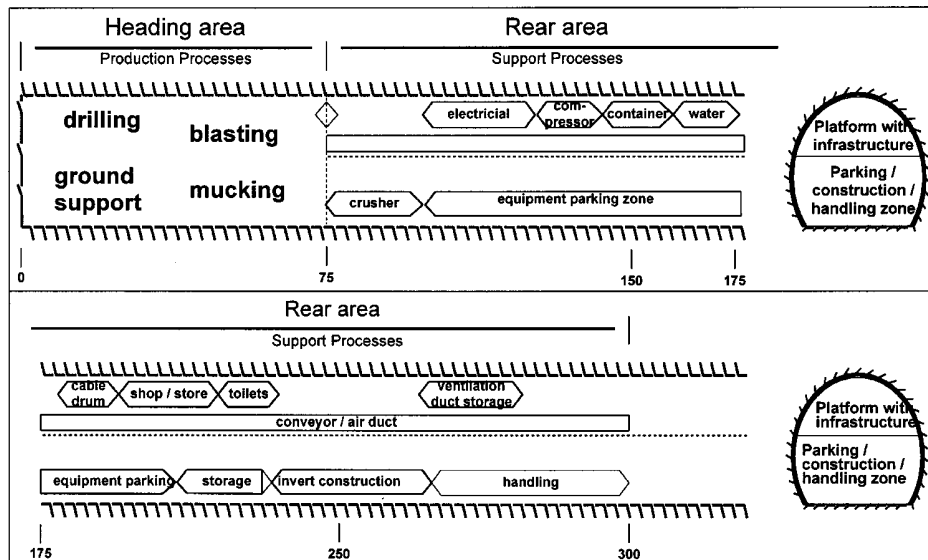 Heading area
Rear area
Production Processes
Support Processes
drilling
blasting
ground
support
mucking
electricial
com-
pressor
container
water
crusher
equipment parking zone
Platform with
infrastructure
Parking /
construction /
handling zone
0
75
150
175
Rear area
Support Processes
cable
drum
shop / store
toilets
ventilation
duct storage
conveyor / air duct
equipment parking
storage
invert construction
handling
Platform with
infrastructure
Parking /
construction /
handling zone
175
250
300